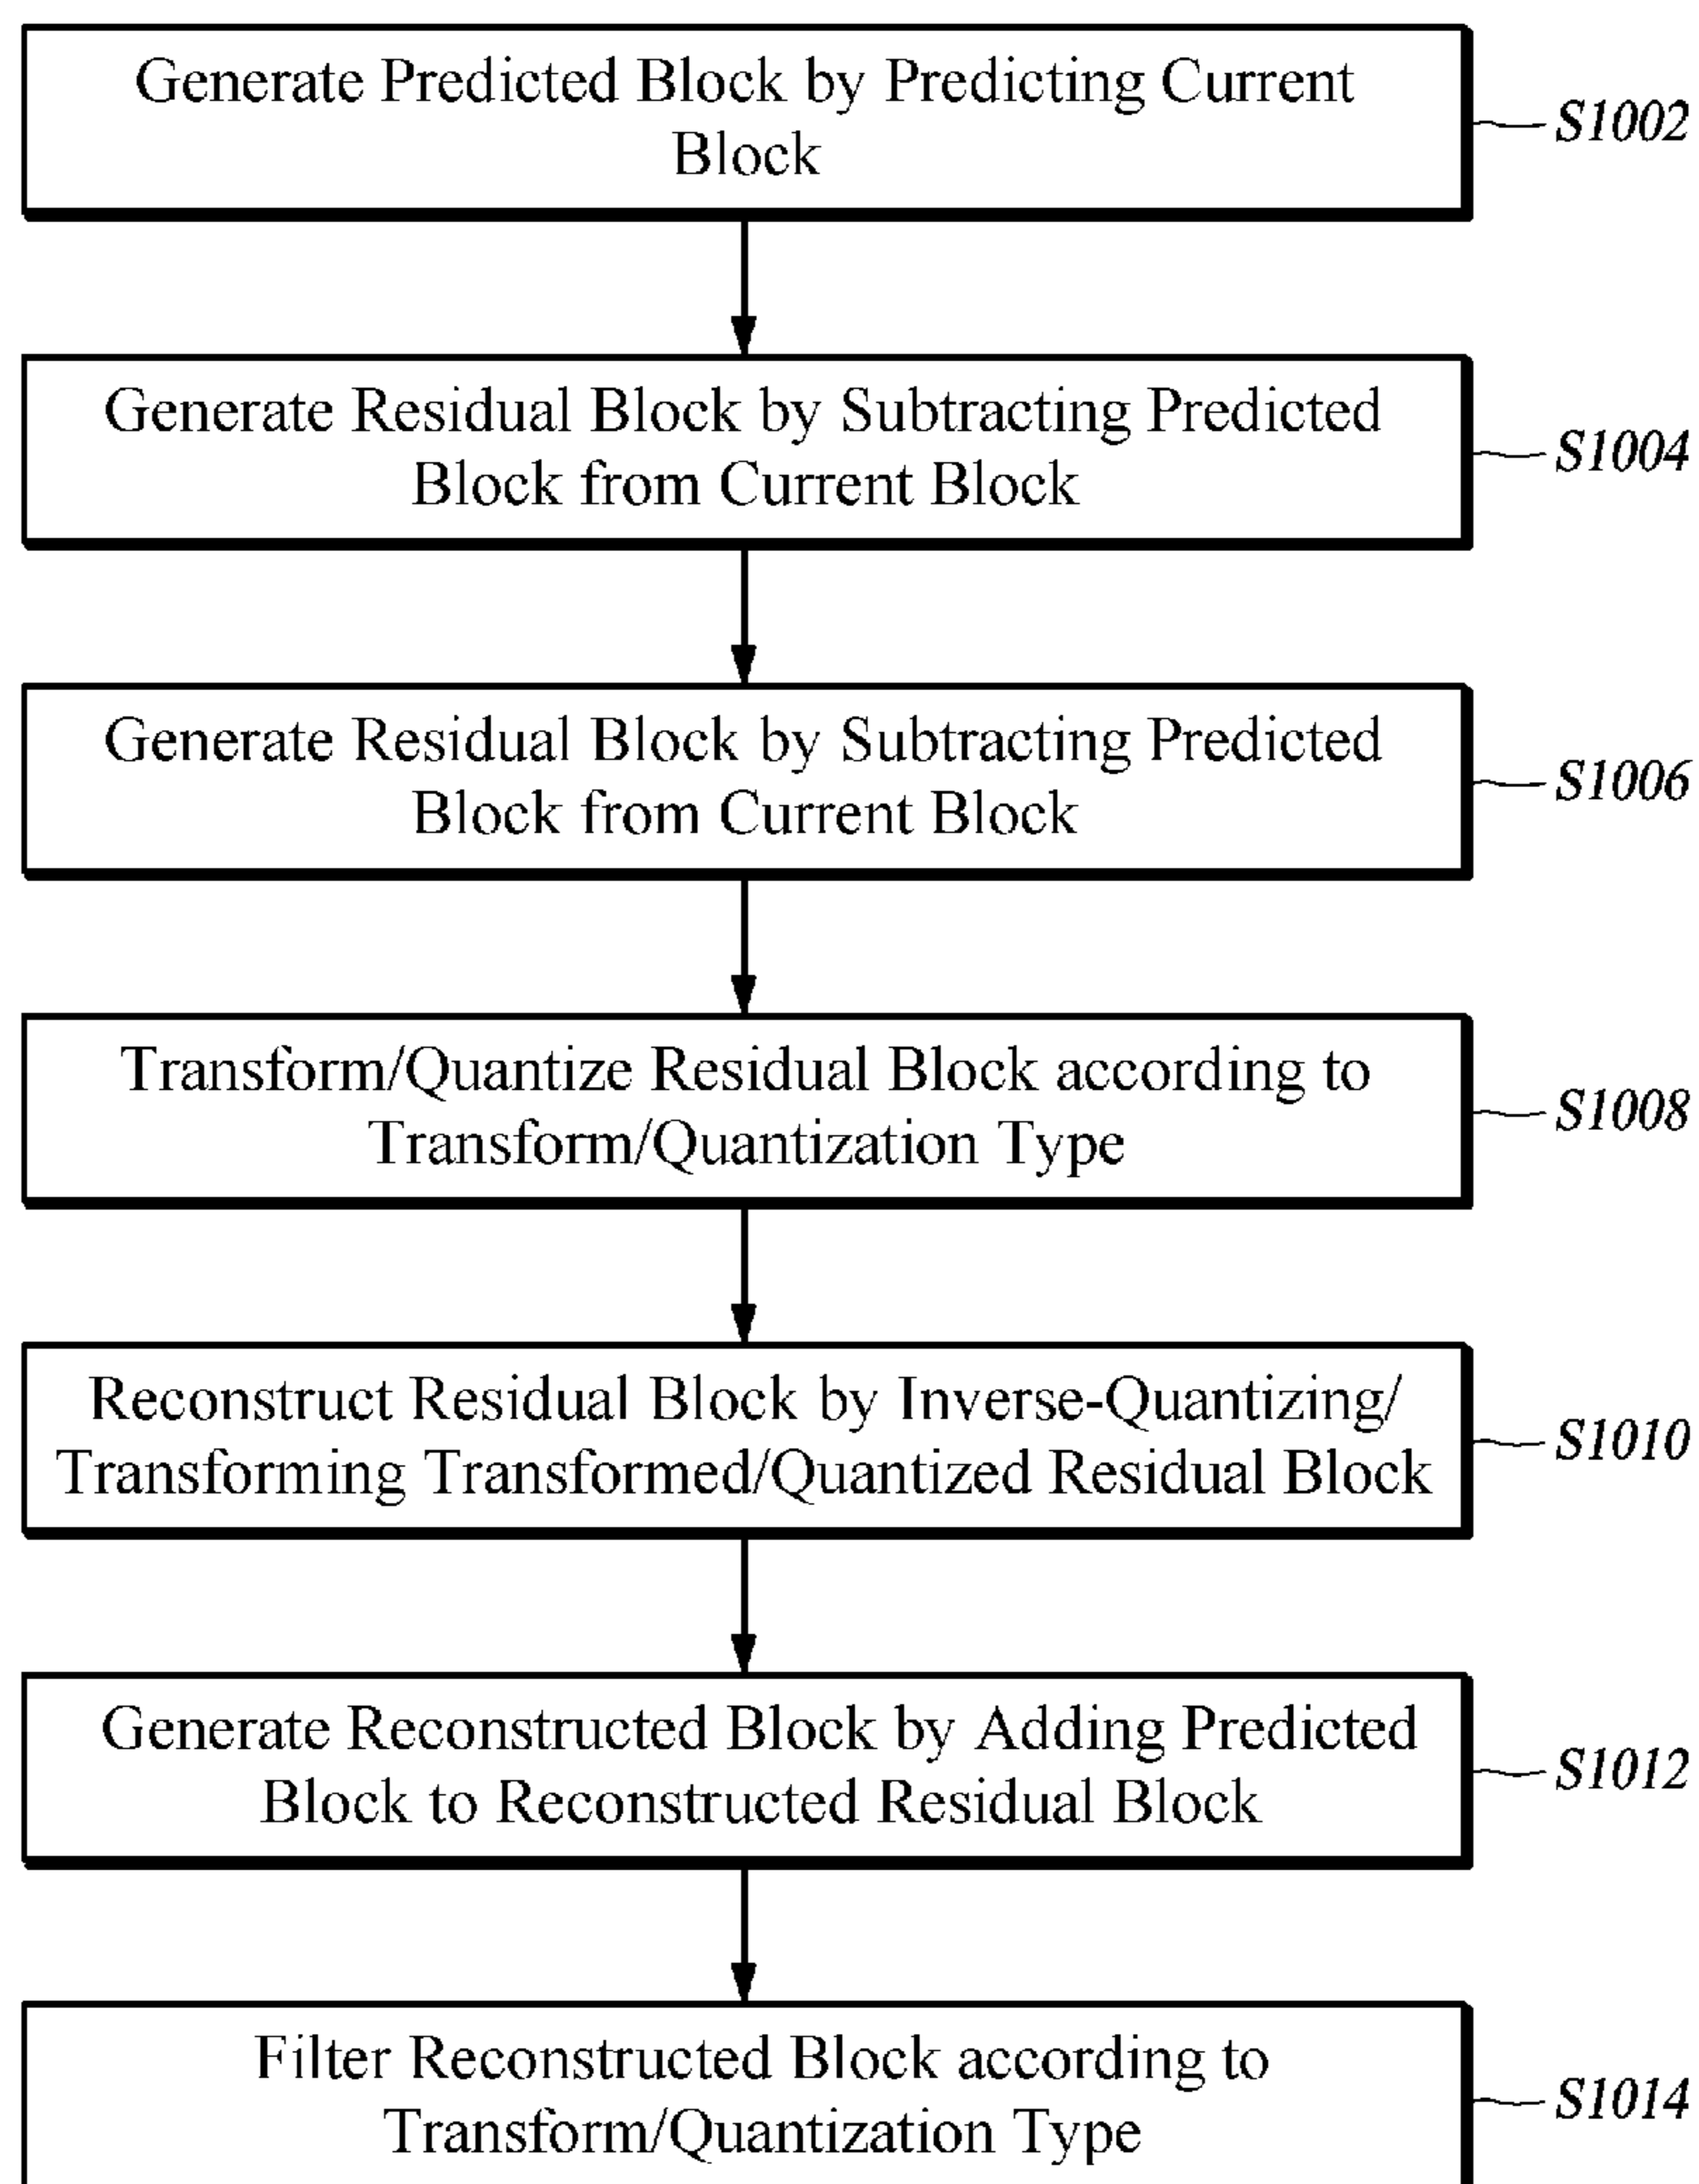 Generate Predicted Block by Predicting Current
Block
S1002
Generate Residual Block by Subtracting Predicted
Block from Current Block
S1004
Generate Residual Block by Subtracting Predicted
Block from Current Block
S1006
Transform/Quantize Residual Block according to
Transform/Quantization Type
S1008
Reconstruct Residual Block by Inverse-Quantizing/
Transforming Transformed/Quantized Residual Block
S1010
Generate Reconstructed Block by Adding Predicted
Block to Reconstructed Residual Block
S1012
Filter Reconstructed Block according to
Transform/Quantization Type
S1014